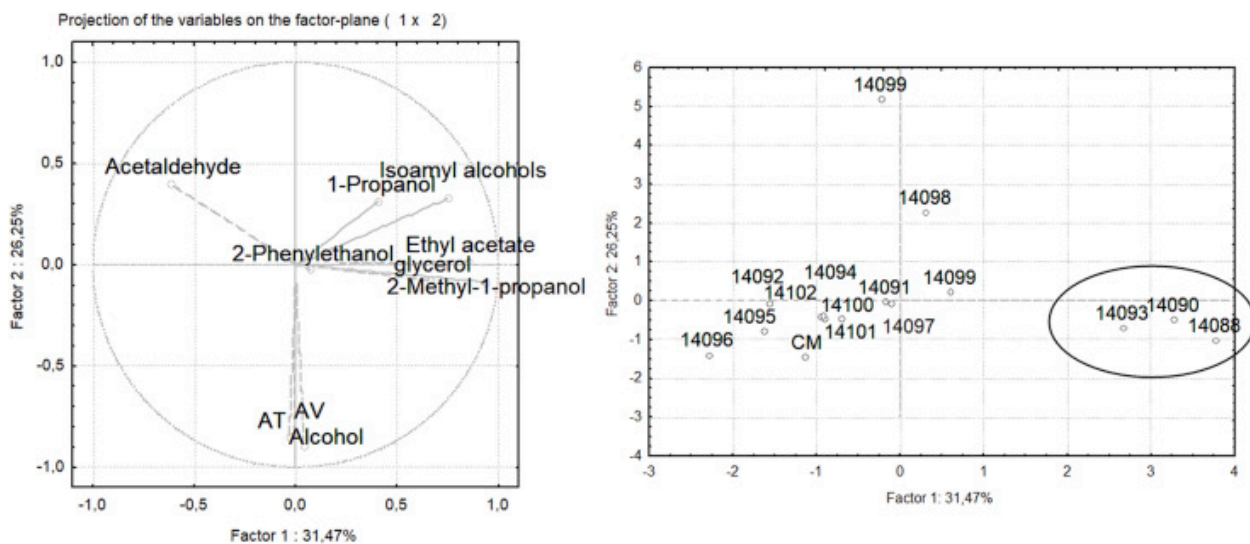 Projection of the variables on the factor-plane ( 1 x 2)
1,0
0,5
0,0
-0,5
-1,0
Factor 2 : 26,25%
Acetaldehyde
Isoamyl alcohols
1-Propanol
2-Phenylethanol
Ethyl acetate
glycerol
2-Methyl-1-propanol
AT
AV
Alcohol
-1,0
-0,5
0,0
0,5
1,0
Factor 1 : 31,47%
6
5
4
3
2
1
0
-1
-2
-3
-4
Factor 2: 26,25%
14099
14098
14092
14094
14099
14102
14091
14100
14093
14090
14095
14101
14097
14088
14096
CM
-3
-2
-1
0
1
2
3
4
Factor 1: 31,47%